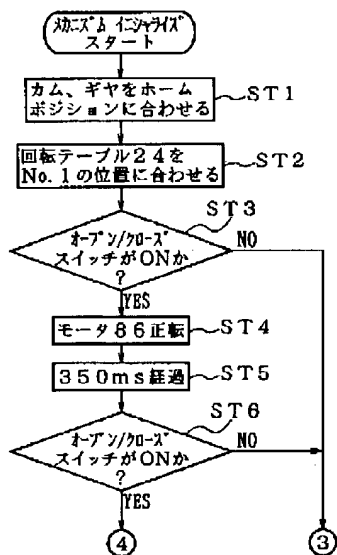 メカニズム イニシャライズ
スタート
カム、ギヤをホーム
ポジションに合わせる
ST1
回転テーブル24を
No.1の位置に合わせる
ST2
ST3
オープン/クローズ
スイッチがONか
?
NO
YES
モータ86正転
ST4
350ms経過
ST5
ST6
オープン/クローズ
スイッチがONか
?
NO
YES
4
3